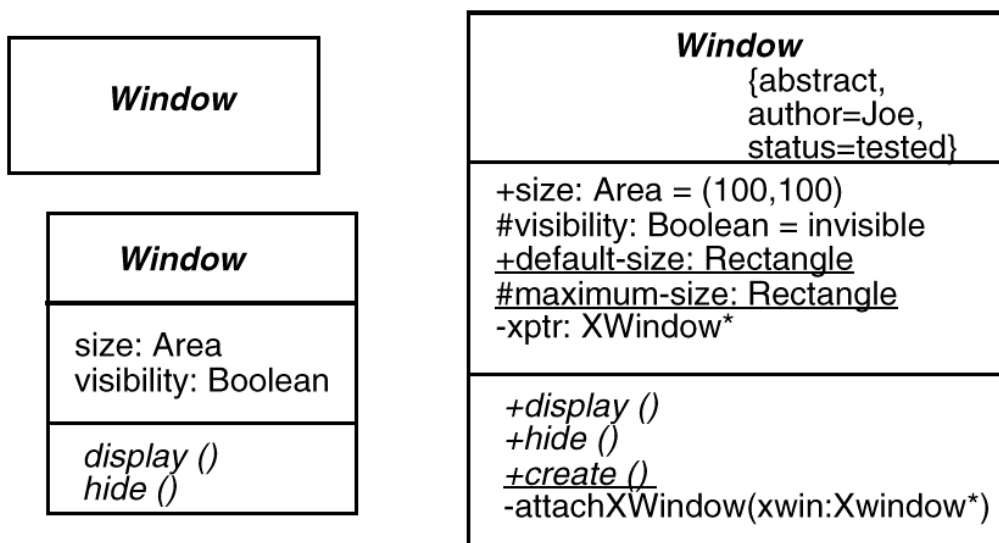 Window
Window
size: Area
visibility: Boolean
display ()
hide ()
Window
{abstract,
author=Joe,
status=tested}
+size: Area = (100,100)
#visibility: Boolean = invisible
+default-size: Rectangle
#maximum-size: Rectangle
-xptr: XWindow*
+display ()
+hide ()
+create ()
-attachXWindow(xwin:Xwindow*)